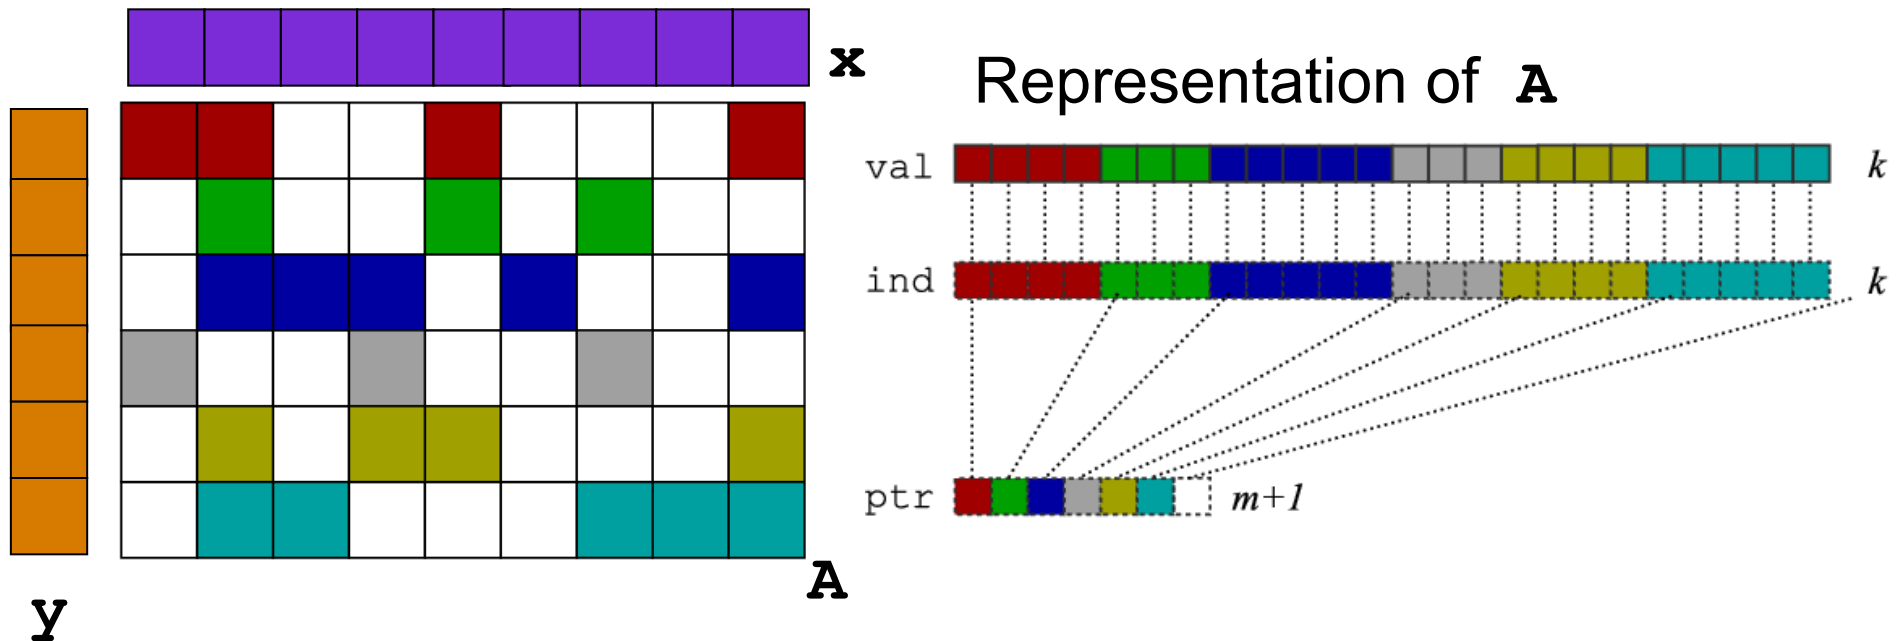 x
Representation of A
val k
ind k
ptr m+1
A
y